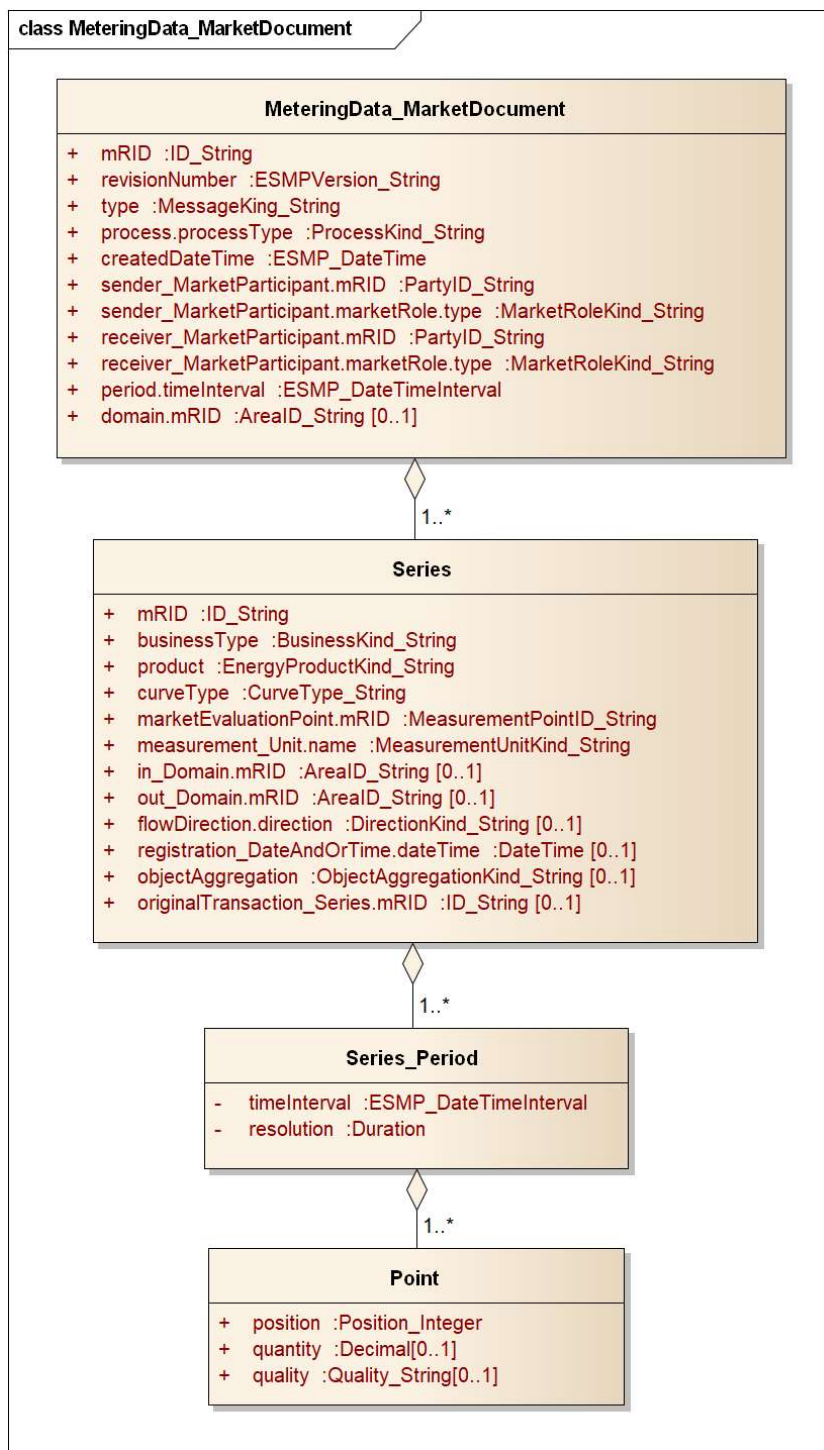 class MeteringData_MarketDocument
MeteringData_MarketDocument
+ mRID :ID_String
+ revisionNumber :ESMPVersion_String
+ type :MessageKing_String
+ process.processType :ProcessKind_String
+ createdDateTime :ESMP_DateTime
+ sender_MarketParticipant.mRID :PartyID_String
+ sender_MarketParticipant.marketRole.type :MarketRoleKind_String
+ receiver_MarketParticipant.mRID :PartyID_String
+ receiver_MarketParticipant.marketRole.type :MarketRoleKind_String
+ period.timeInterval :ESMP_DateTimeInterval
+ domain.mRID :AreaID_String [0..1]
1..*
Series
+ mRID :ID_String
+ businessType :BusinessKind_String
+ product :EnergyProductKind_String
+ curveType :CurveType_String
+ marketEvaluationPoint.mRID :MeasurementPointID_String
+ measurement_Unit.name :MeasurementUnitKind_String
+ in_Domain.mRID :AreaID_String [0..1]
+ out_Domain.mRID :AreaID_String [0..1]
+ flowDirection.direction :DirectionKind_String [0..1]
+ registration_DateAndOrTime.dateTime :DateTime [0..1]
+ objectAggregation :ObjectAggregationKind_String [0..1]
+ originalTransaction_Series.mRID :ID_String [0..1]
1..*
Series_Period
- timeInterval :ESMP_DateTimeInterval
- resolution :Duration
1..*
Point
+ position :Position_Integer
+ quantity :Decimal[0..1]
+ quality :Quality_String[0..1]